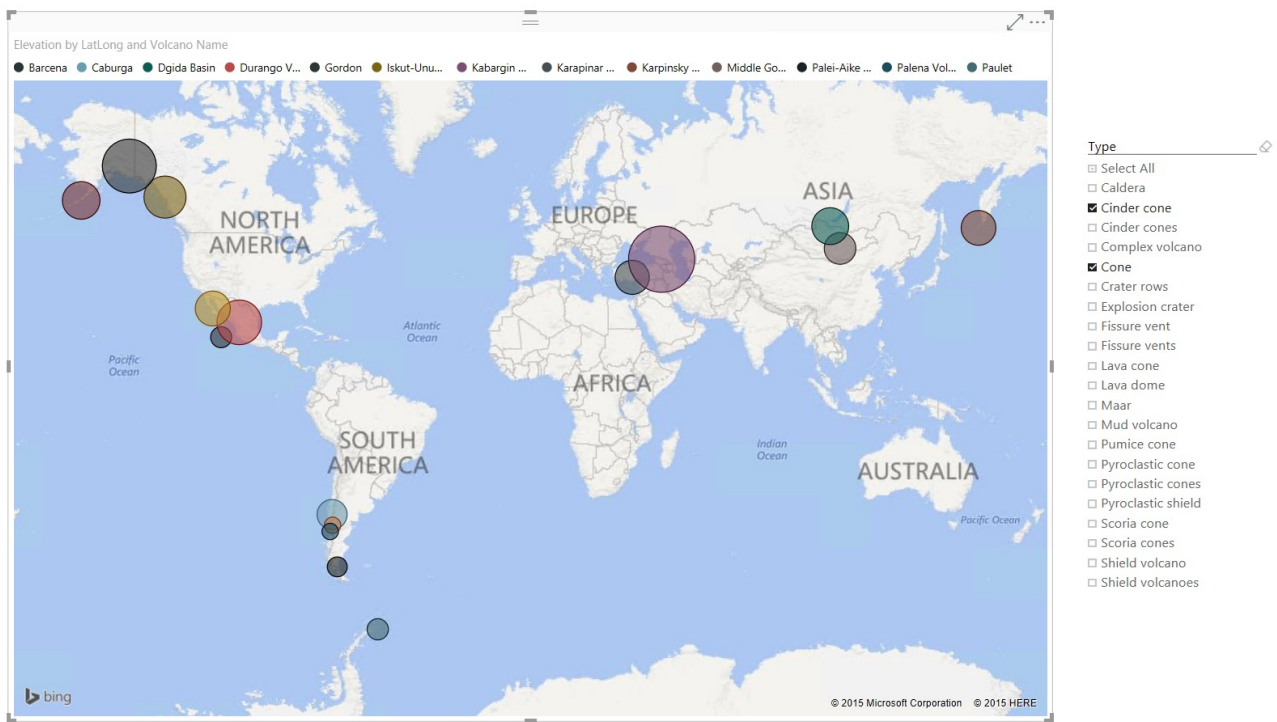 Elevation by LatLong and Volcano Name
Barcena Caburga Dgida Basin Durango V... Gordon Iskut-Unu... Kabargin ... Karapinar ... Karpinsky ... Middle Go... Palei-Aike ... Palena Vol... Paulet
NORTH
AMERICA
EUROPE
ASIA
Atlantic
Ocean
Pacific
Ocean
AFRICA
SOUTH
AMERICA
Indian
Ocean
AUSTRALIA
Pacific Ocean
bing
© 2015 Microsoft Corporation © 2015 HERE
Type
Select All
Caldera
Cinder cone
Cinder cones
Complex volcano
Cone
Crater rows
Explosion crater
Fissure vent
Fissure vents
Lava cone
Lava dome
Maar
Mud volcano
Pumice cone
Pyroclastic cone
Pyroclastic cones
Pyroclastic shield
Scoria cone
Scoria cones
Shield volcano
Shield volcanoes